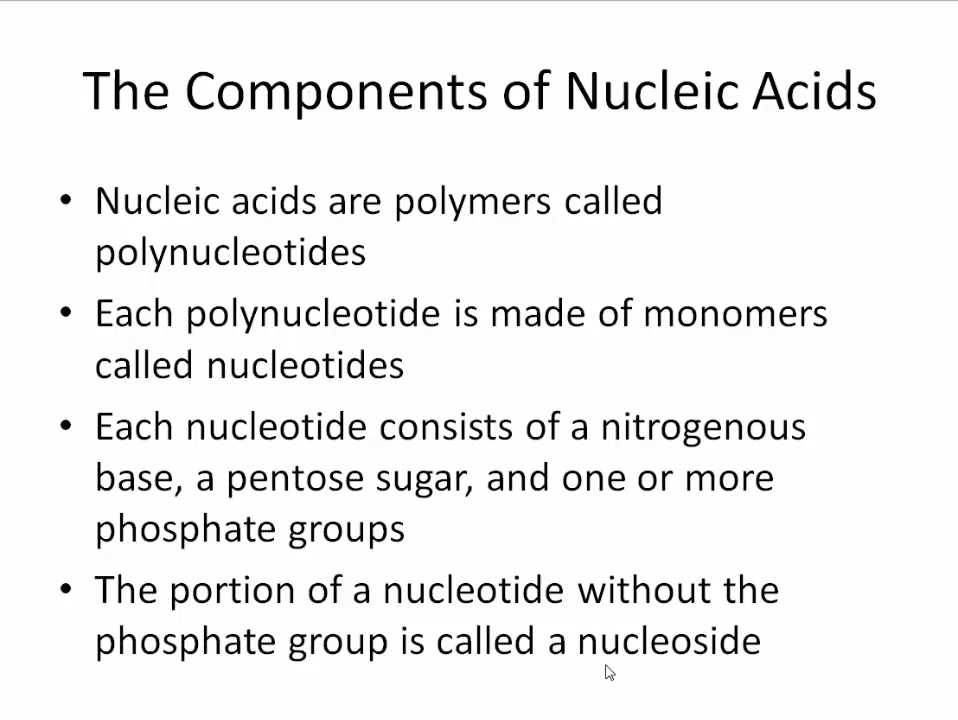 The Components of Nucleic Acids
• Nucleic acids are polymers called
polynucleotides
• Each polynucleotide is made of monomers
called nucleotides
• Each nucleotide consists of a nitrogenous
base, a pentose sugar, and one or more
phosphate groups
• The portion of a nucleotide without the
phosphate group is called a nucleoside